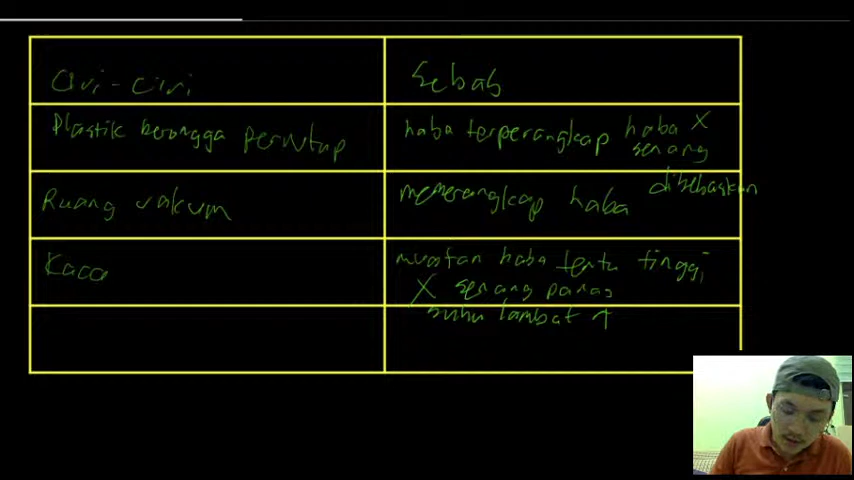 Ciri-ciri
Sebab
Plastik berongga penutup
haba terperangkap haba X
senang
dibebaskan
Ruang vakum
memerangkap haba
Kaca
muatan haba tentu tinggi
X senang panas
suhu lambat ↑